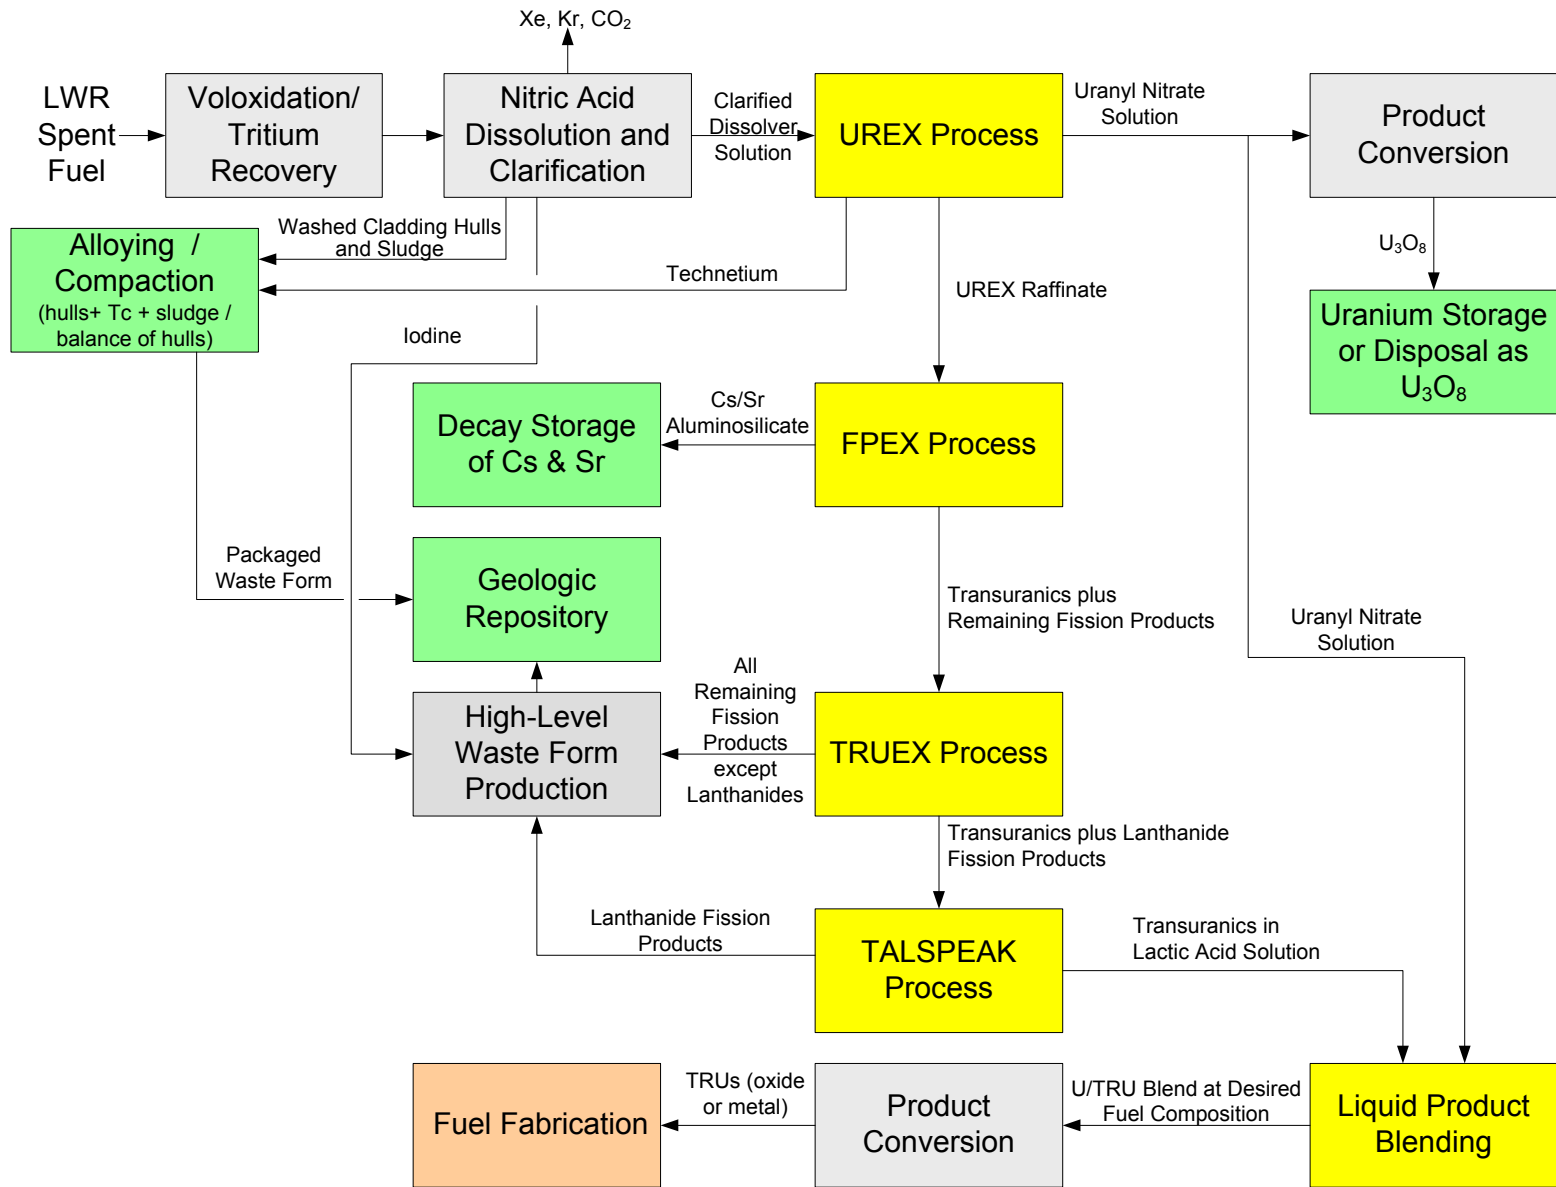 Xe, Kr, CO₂
LWR
Spent
Fuel
Voloxidation/
Tritium
Recovery
Nitric Acid
Dissolution and
Clarification
Clarified
Dissolver
Solution
UREX Process
Uranyl Nitrate
Solution
Product
Conversion
Washed Cladding Hulls
and Sludge
Alloying /
Compaction
(hulls+ Tc + sludge /
balance of hulls)
Technetium
UREX Raffinate
U₃O₈
Uranium Storage
or Disposal as
U₃O₈
Iodine
Decay Storage
of Cs & Sr
Cs/Sr
Aluminosilicate
FPEX Process
Packaged
Waste Form
Geologic
Repository
Transuranics plus
Remaining Fission Products
Uranyl Nitrate
Solution
High-Level
Waste Form
Production
All
Remaining
Fission
Products
except
Lanthanides
TRUEX Process
Transuranics plus Lanthanide
Fission Products
Lanthanide Fission
Products
TALSPEAK
Process
Transuranics in
Lactic Acid Solution
Fuel Fabrication
TRUs (oxide
or metal)
Product
Conversion
U/TRU Blend at Desired
Fuel Composition
Liquid Product
Blending